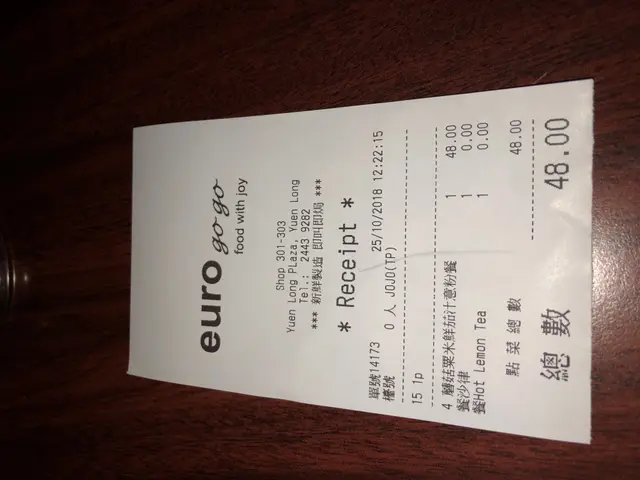 euro
go go
food with joy
Shop 301-303
Yuen Long Plaza, Yuen Long
Tel.: 2443 9282
*** 新鮮製造 即叫即焗 ***
* Receipt *
單號14173 25/10/2018 12:22:15
檯號 0 人 JOJO(TP)
15 1p
4 蘑菇粟米鮮茄汁意粉餐 1 48.00
餐沙律 1 0.00
餐Hot Lemon Tea 1 0.00
點菜總數 48.00
總數 48.00